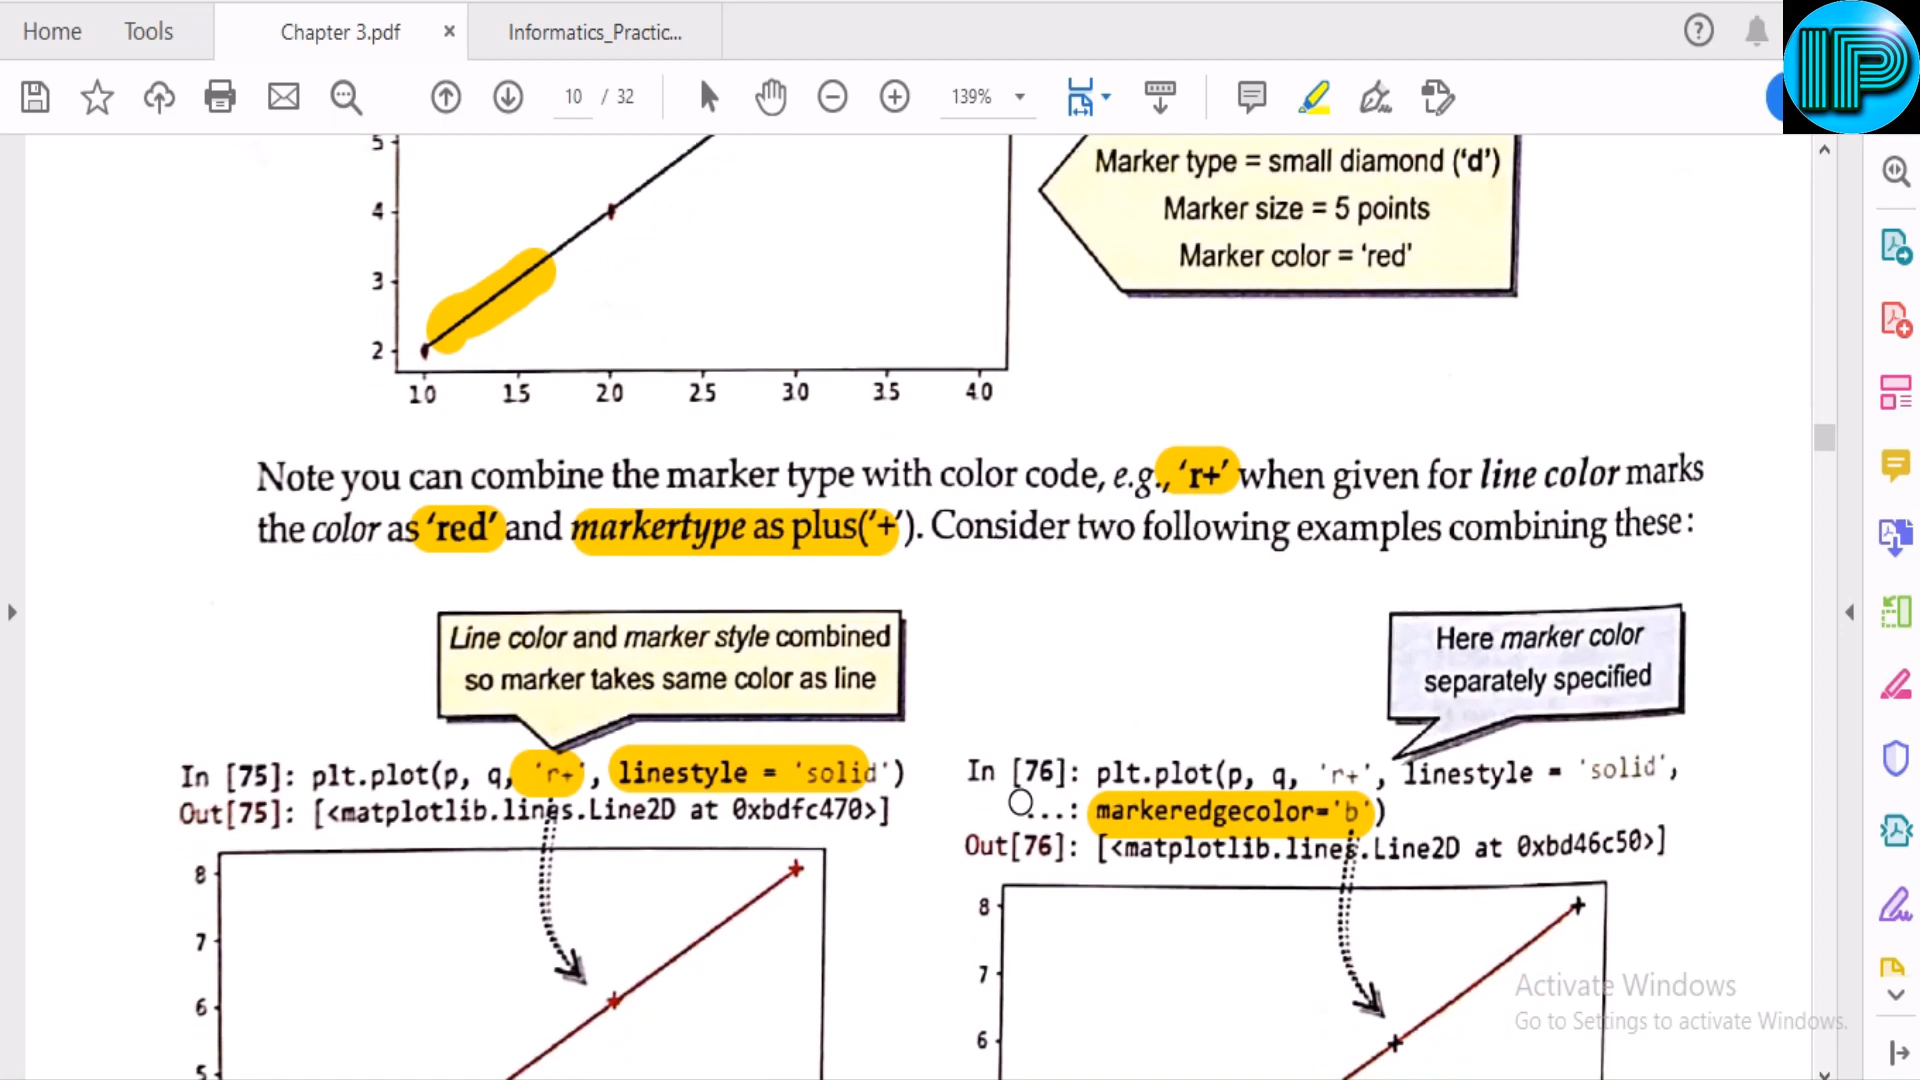 Home
Tools
Chapter 3.pdf
×
Informatics_Practic...
IP
10 / 32
139%
5
4
3
2
1.0 1.5 2.0 2.5 3.0 3.5 4.0
Marker type = small diamond (‘d’)
Marker size = 5 points
Marker color = ‘red’
Note you can combine the marker type with color code, e.g., ‘r+’ when given for line color marks
the color as ‘red’ and markertype as plus(‘+’). Consider two following examples combining these:
Line color and marker style combined
so marker takes same color as line
Here marker color
separately specified
In [75]: plt.plot(p, q, 'r+', linestyle = 'solid')
Out[75]: [<matplotlib.lines.Line2D at 0xbdfc470>]
8
7
6
5
In [76]: plt.plot(p, q, 'r+', linestyle = 'solid',
...: markeredgecolor='b')
Out[76]: [<matplotlib.lines.Line2D at 0xbd46c50>]
8
7
6
Activate Windows
Go to Settings to activate Windows.